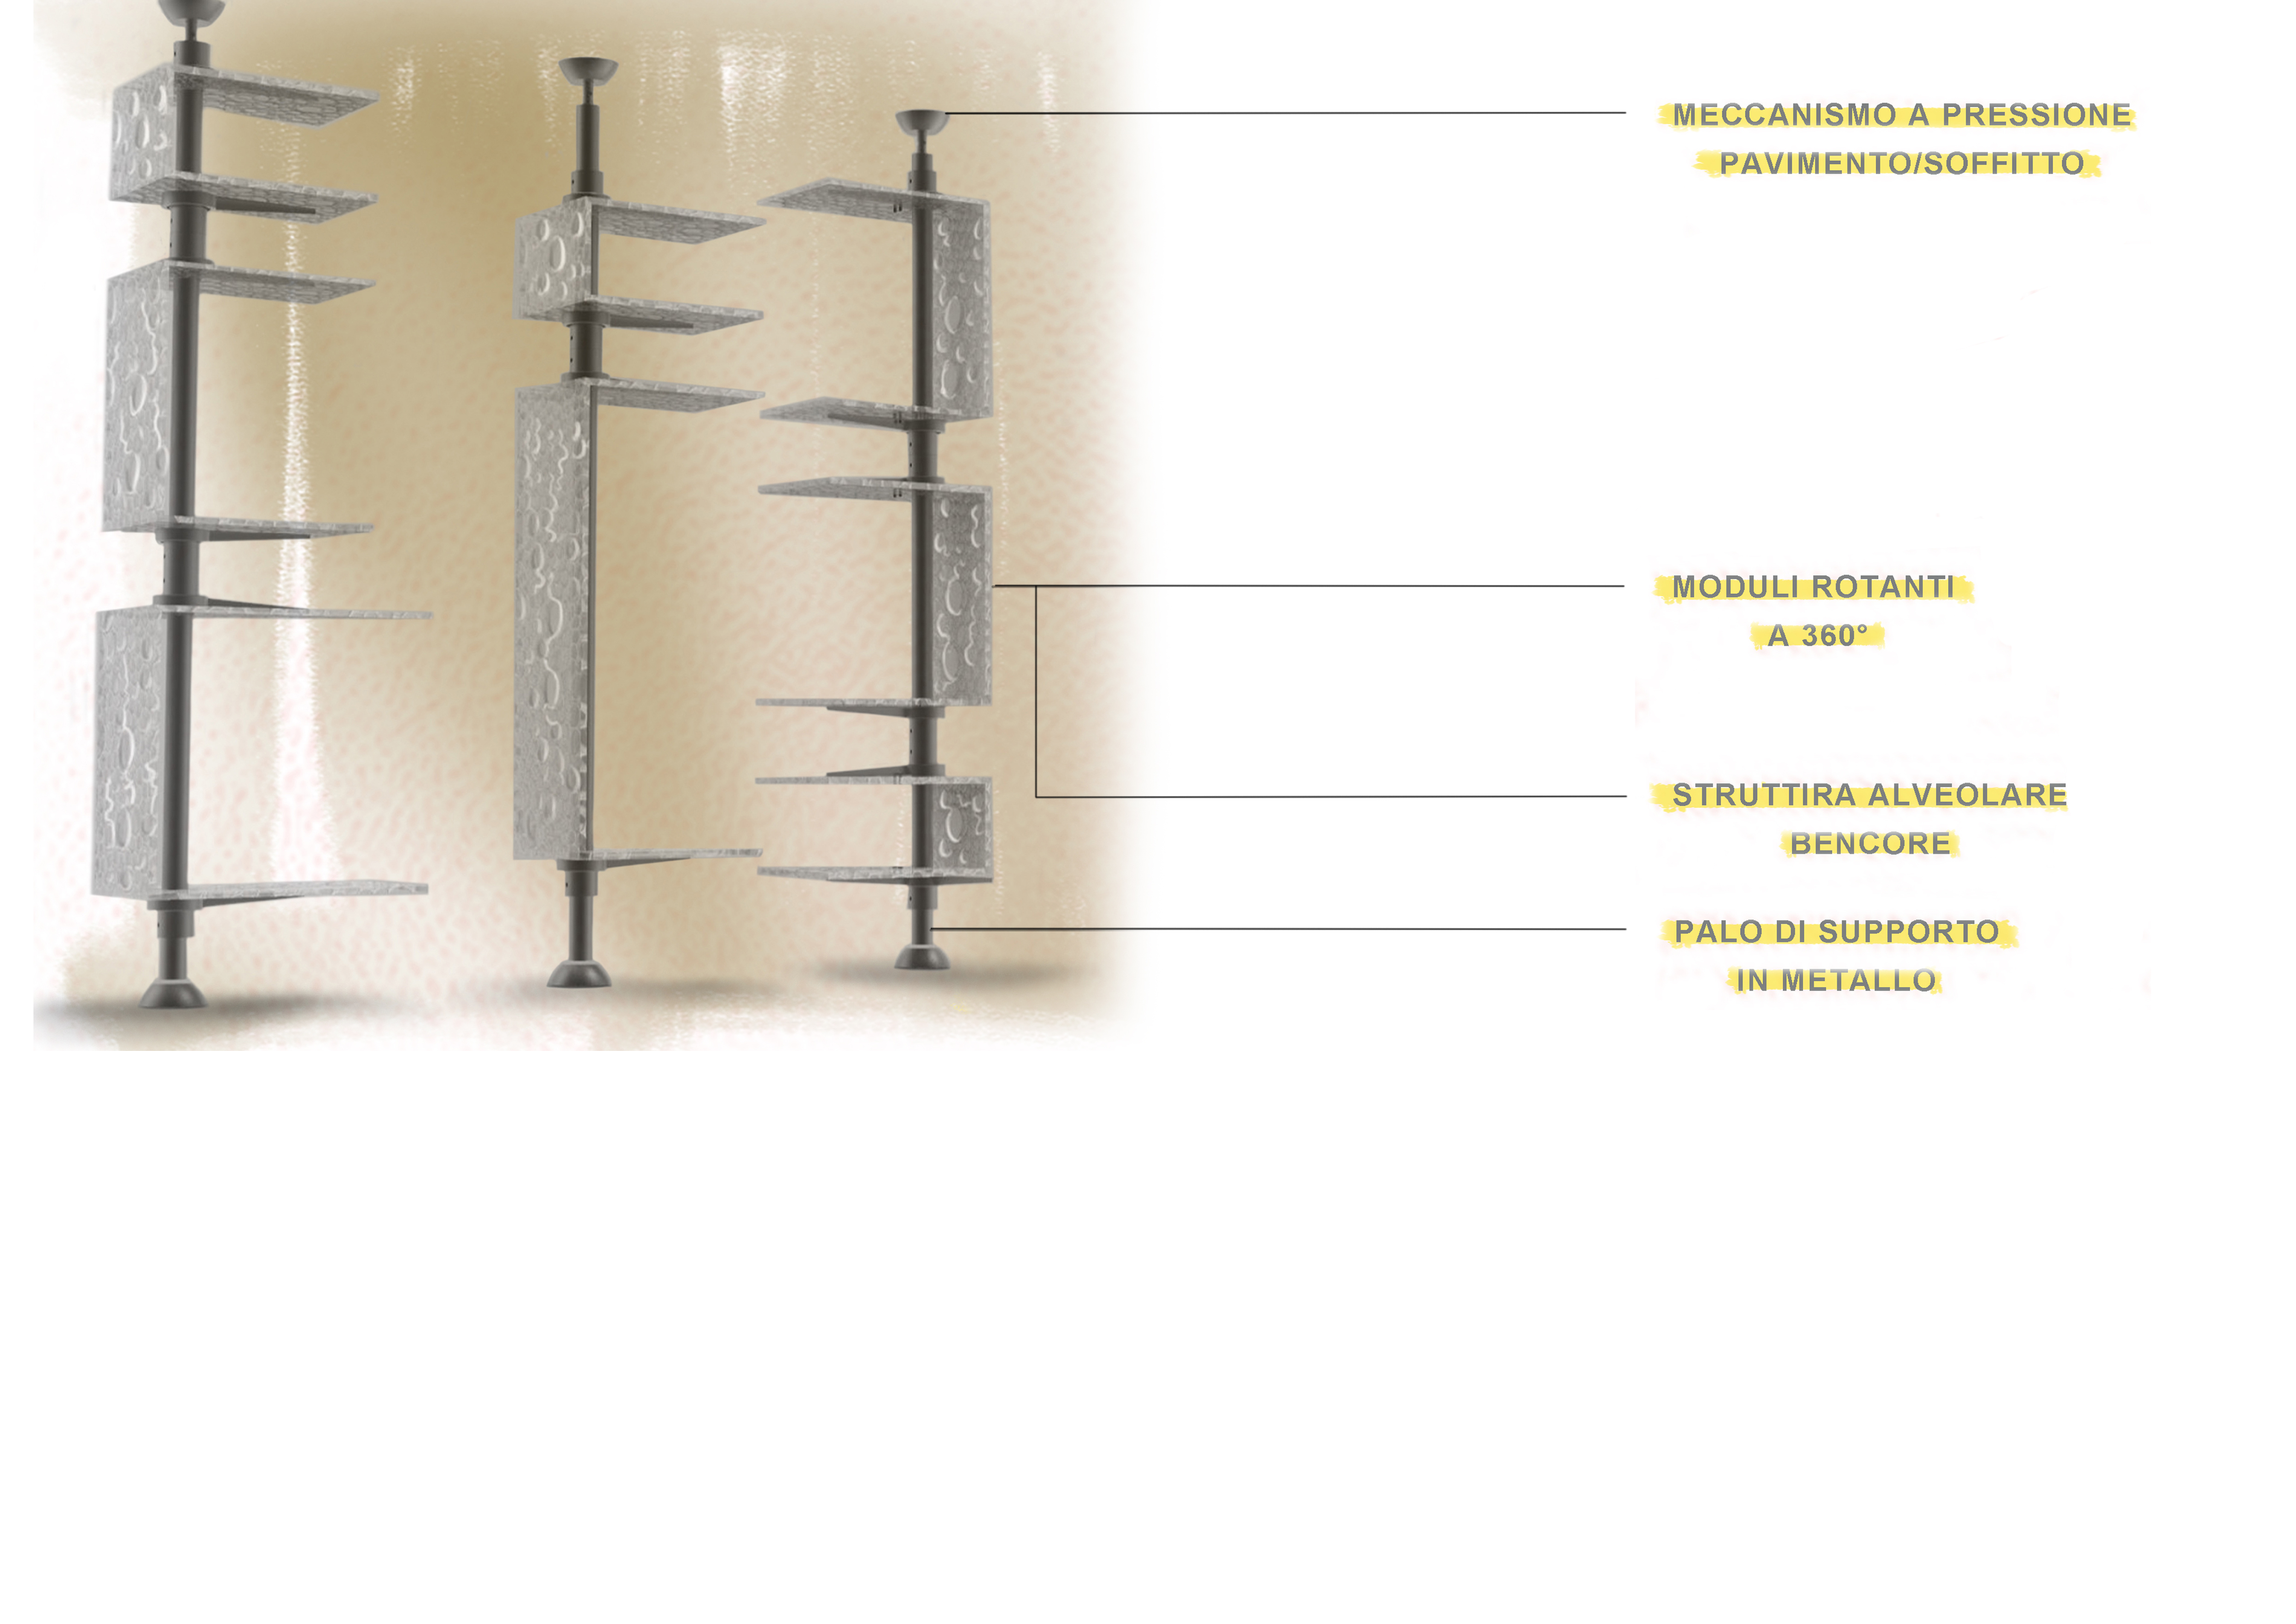 MECCANISMO A PRESSIONE
PAVIMENTO/SOFFITTO
MODULI ROTANTI
A 360°
STRUTTIRA ALVEOLARE
BENCORE
PALO DI SUPPORTO
IN METALLO